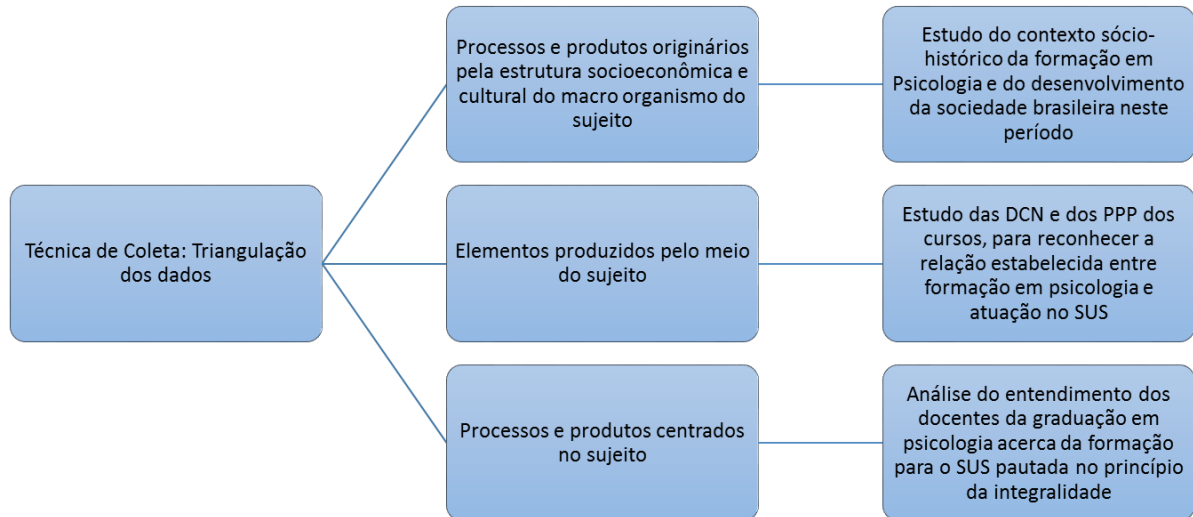 Técnica de Coleta: Triangulação
dos dados
Processos e produtos originários
pela estrutura socioeconômica e
cultural do macro organismo do
sujeito
Estudo do contexto sócio-
histórico da formação em
Psicologia e do desenvolvimento
da sociedade brasileira neste
período
Elementos produzidos pelo meio
do sujeito
Estudo das DCN e dos PPP dos
cursos, para reconhecer a
relação estabelecida entre
formação em psicologia e
atuação no SUS
Processos e produtos centrados
no sujeito
Análise do entendimento dos
docentes da graduação em
psicologia acerca da formação
para o SUS pautada no princípio
da integralidade